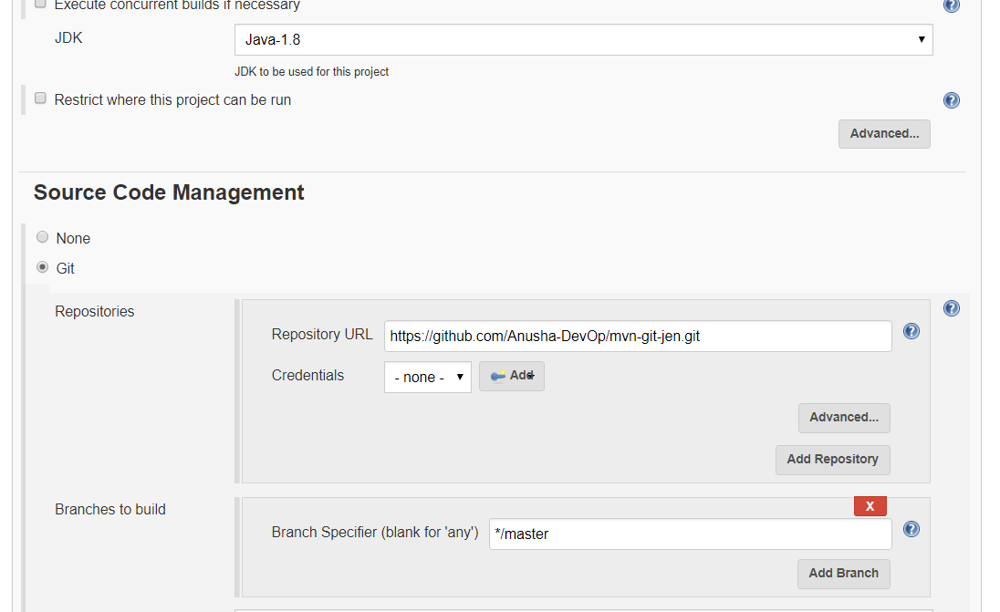 Execute concurrent builds if necessary
JDK
Java-1.8
JDK to be used for this project
Restrict where this project can be run
Advanced...
Source Code Management
None
Git
Repositories
Repository URL
https://github.com/Anusha-DevOp/mvn-git-jen.git
Credentials
- none -
Add
Advanced...
Add Repository
Branches to build
X
Branch Specifier (blank for 'any')
*/master
Add Branch